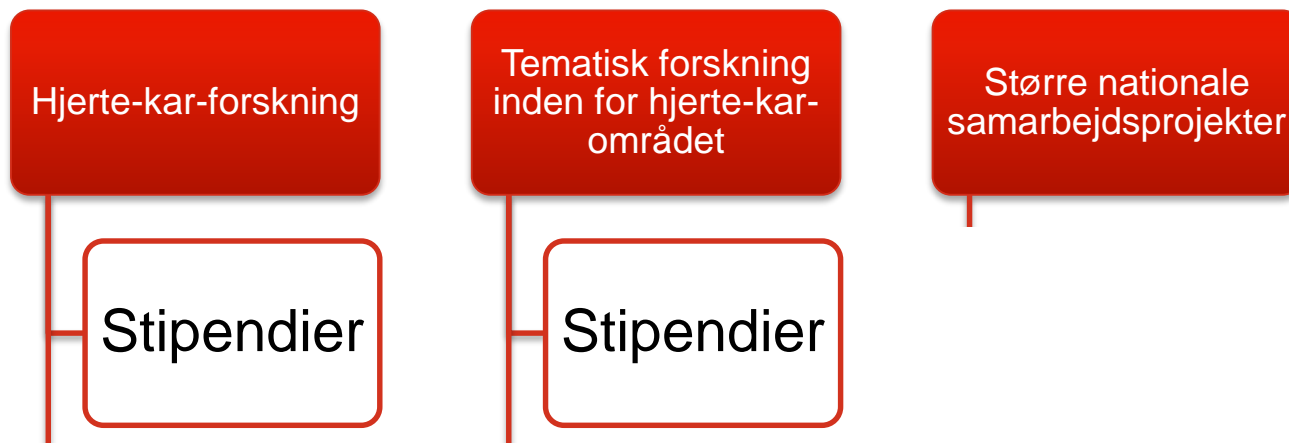 Hjerte-kar-forskning
Stipendier
Tematisk forskning
inden for hjerte-kar-
området
Stipendier
Større nationale
samarbejdsprojekter